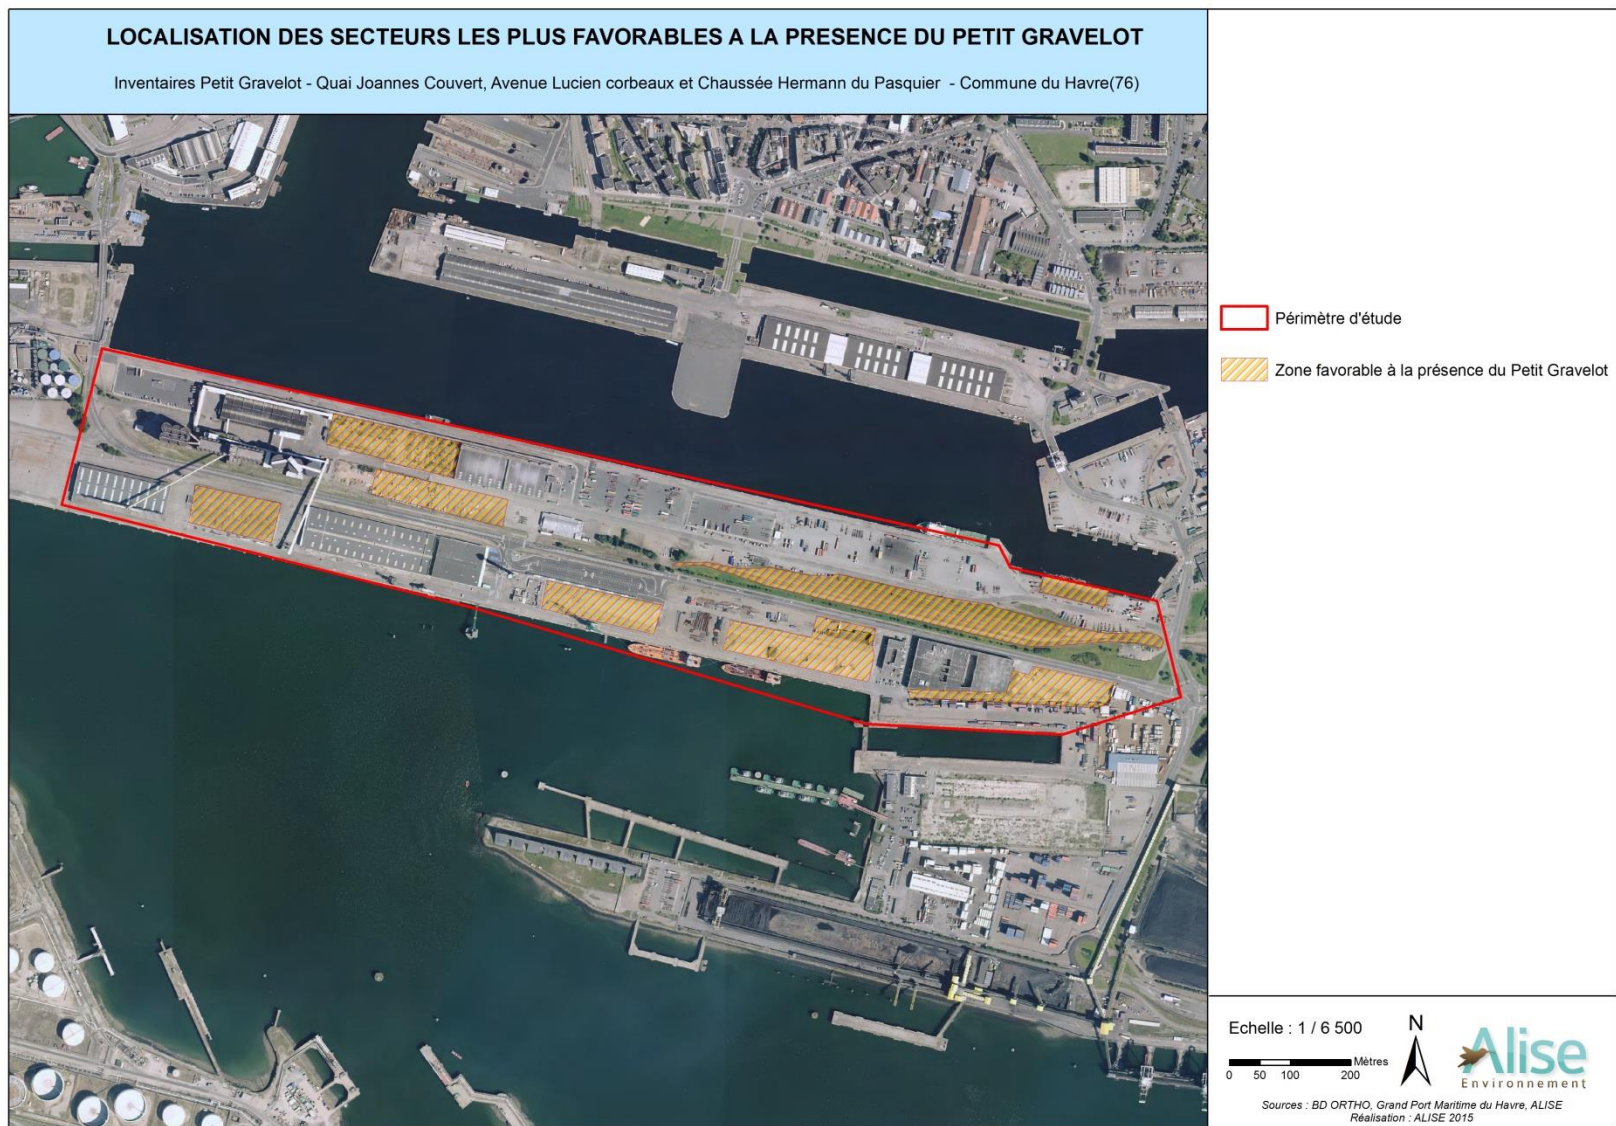 LOCALISATION DES SECTEURS LES PLUS FAVORABLES A LA PRESENCE DU PETIT GRAVELOT
Inventaires Petit Gravelot - Quai Joannes Couvert, Avenue Lucien corbeaux et Chaussée Hermann du Pasquier - Commune du Havre(76)
Périmètre d'étude
Zone favorable à la présence du Petit Gravelot
Echelle : 1 / 6 500
N
Mètres
0 50 100 200
Alise
Environnement
Sources : BD ORTHO, Grand Port Maritime du Havre, ALISE
Réalisation : ALISE 2015